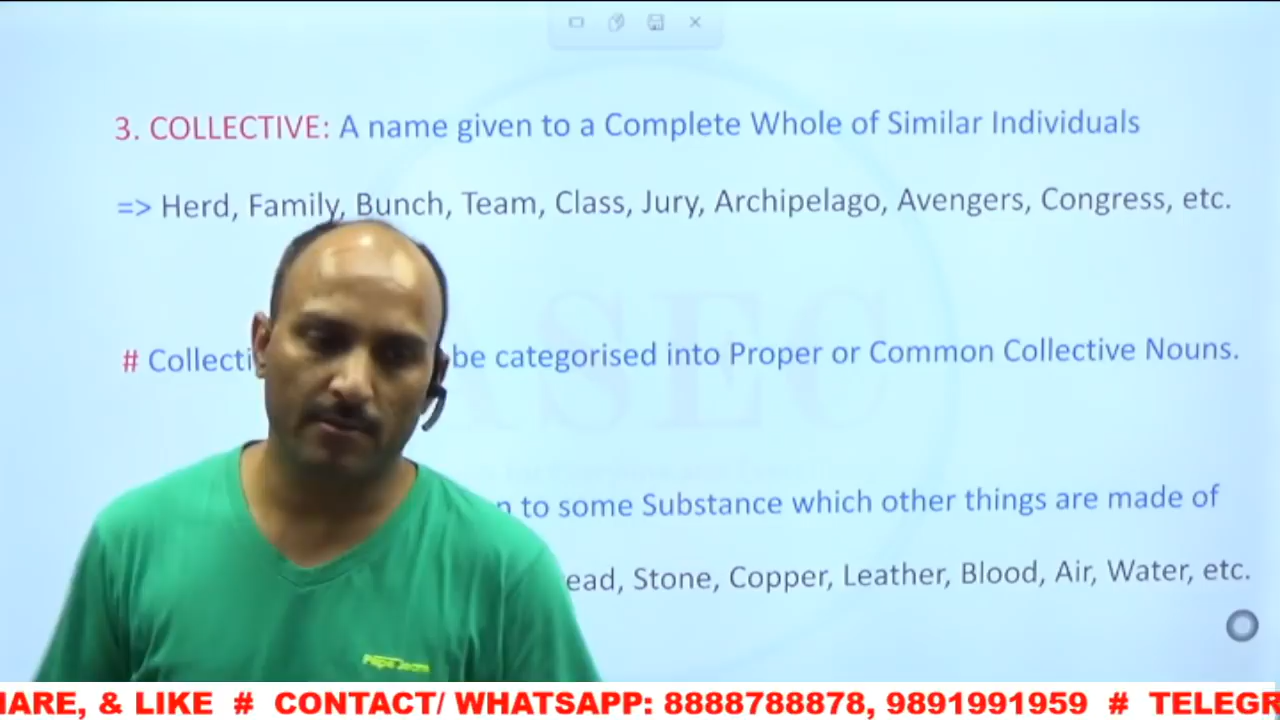 3. COLLECTIVE: A name given to a Complete Whole of Similar Individuals
=> Herd, Family, Bunch, Team, Class, Jury, Archipelago, Avengers, Congress, etc.
# Collecti be categorised into Proper or Common Collective Nouns.
ASEC
n to some Substance which other things are made of
ead, Stone, Copper, Leather, Blood, Air, Water, etc.
HARE, & LIKE # CONTACT/ WHATSAPP: 8888788878, 9891991959 # TELEGR